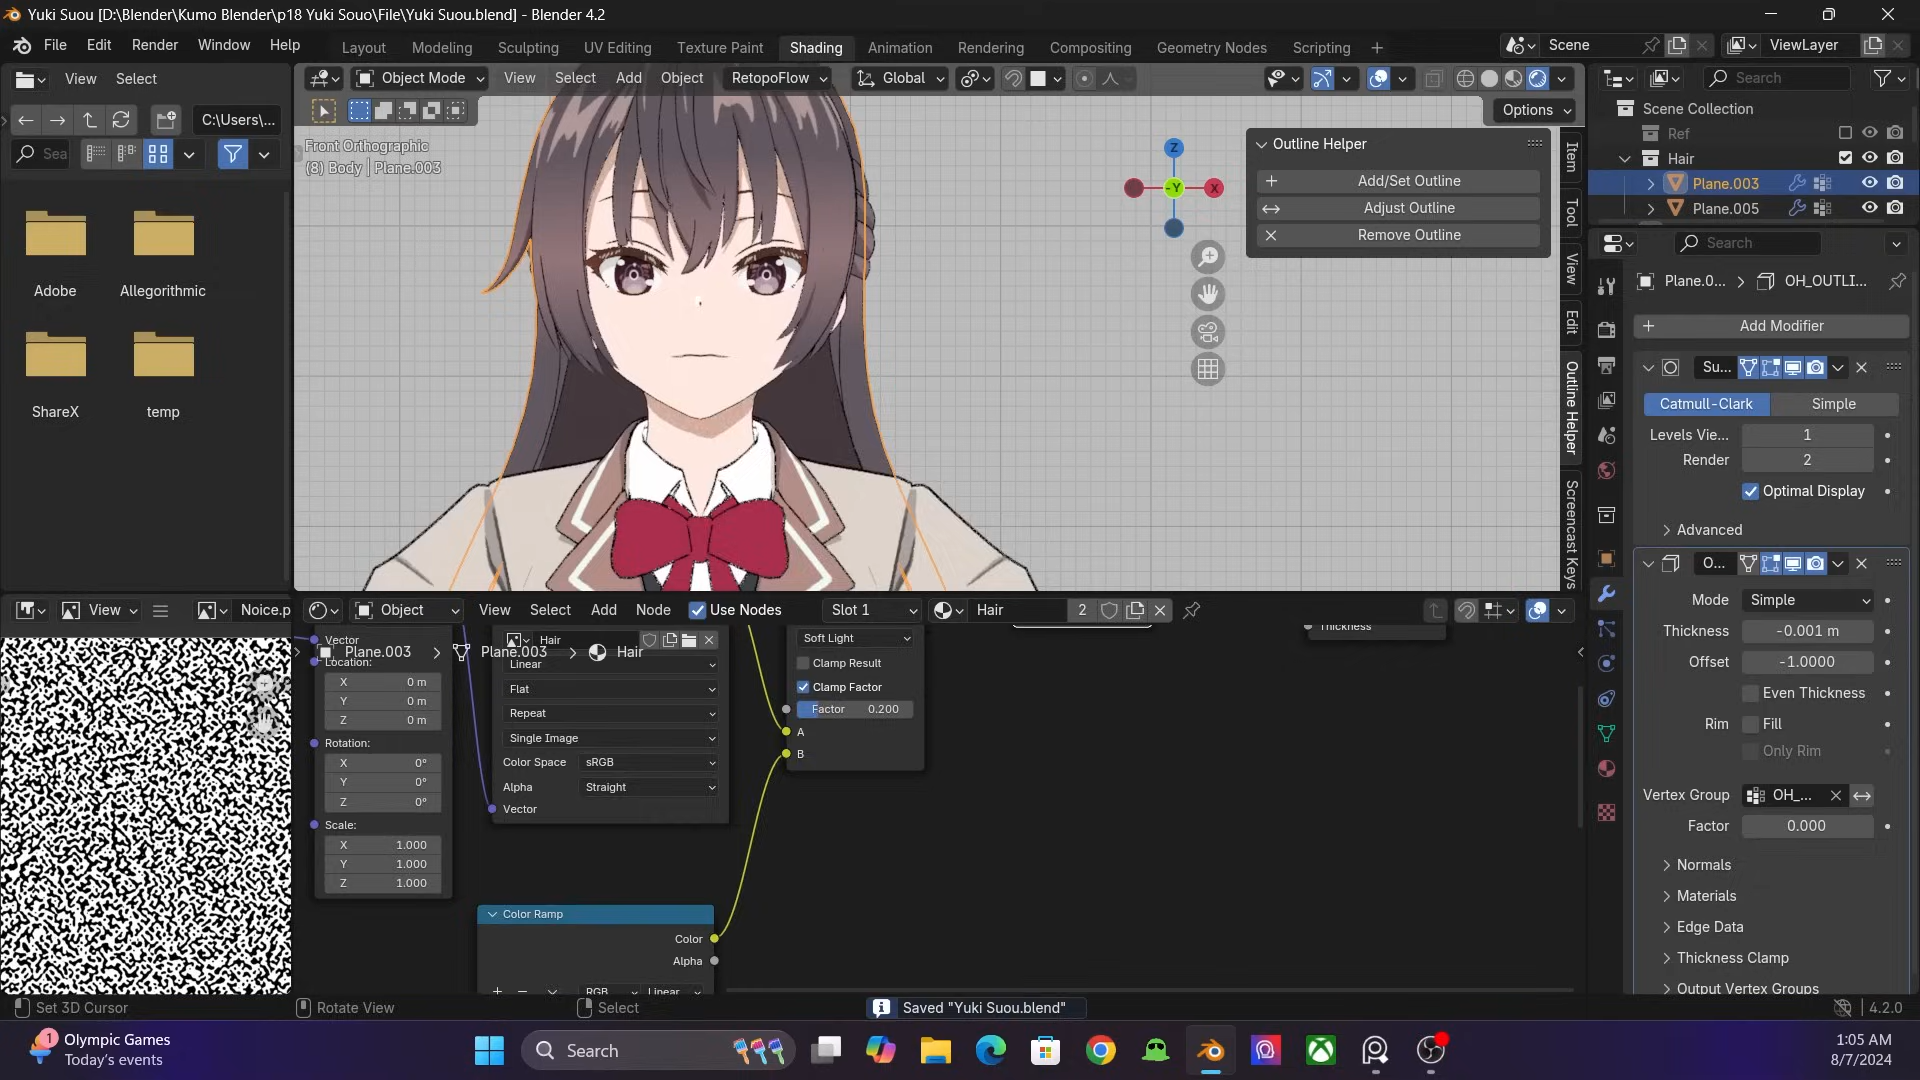 Yuki Suou [D:\Blender\Kumo Blender\p18 Yuki Souo\File\Yuki Suou.blend] - Blender 4.2
File Edit Render Window Help Layout Modeling Sculpting UV Editing Texture Paint Shading Animation Rendering Compositing Geometry Nodes Scripting + Scene ViewLayer
View Select Object Mode View Select Add Object RetopoFlow Global Search
C:\Users\... Options
Scene Collection
Ref
Sea
Front Orthographic
(8) Body | Plane.003
Outline Helper
Hair
Add/Set Outline
Plane.003
Adjust Outline
Plane.005
Remove Outline
Z
-Y X
Item
Tool
View
Edit
Outline Helper
Screencast Keys
Adobe Allegorithmic
ShareX temp
Search
Plane.0... > OH_OUTLI...
Add Modifier
Su...
Catmull-Clark Simple
Levels Vie... 1
Render 2
Optimal Display
Advanced
O...
Mode Simple
Thickness -0.001 m
Offset -1.0000
Even Thickness
Rim Fill
Only Rim
Vertex Group OH_...
Factor 0.000
Normals
Materials
Edge Data
Thickness Clamp
Output Vertex Groups
View Noice.p
Object View Select Add Node Use Nodes Slot 1 Hair 2
Plane.003 > Plane.003 > Hair
Vector
Location:
X 0 m
Y 0 m
Z 0 m
Rotation:
X 0°
Y 0°
Z 0°
Scale:
X 1.000
Y 1.000
Z 1.000
Hair
Linear
Flat
Repeat
Single Image
Color Space sRGB
Alpha Straight
Vector
Soft Light
Clamp Result
Clamp Factor
Factor 0.200
A
B
Thickness
Color Ramp
Color
Alpha
RGB Linear
Set 3D Cursor Rotate View Select Saved "Yuki Suou.blend" 4.2.0
1
Olympic Games
Today's events
Search
1:05 AM
8/7/2024